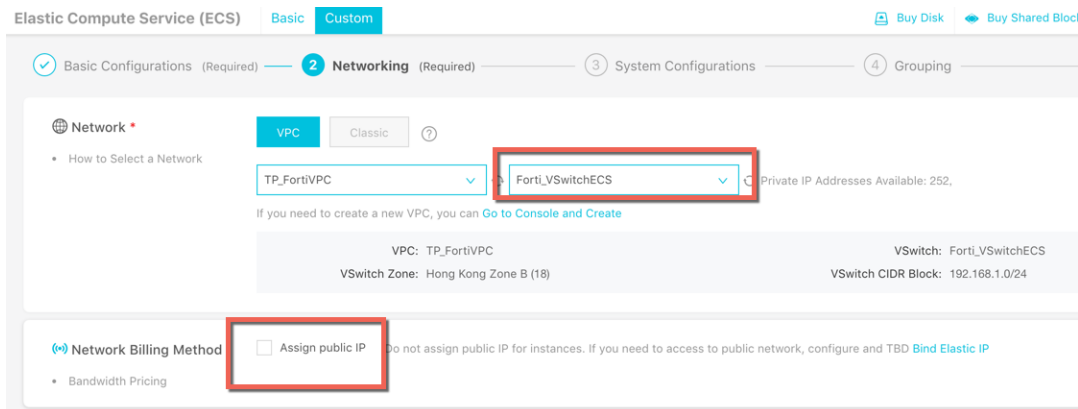 Elastic Compute Service (ECS) Basic Custom Buy Disk Buy Shared Block
Basic Configurations (Required) 2 Networking (Required) 3 System Configurations 4 Grouping
Network * VPC Classic ?
• How to Select a Network
TP_FortiVPC Forti_VSwitchECS Private IP Addresses Available: 252,
If you need to create a new VPC, you can Go to Console and Create
VPC: TP_FortiVPC VSwitch: Forti_VSwitchECS
VSwitch Zone: Hong Kong Zone B (18) VSwitch CIDR Block: 192.168.1.0/24
Network Billing Method Assign public IP Do not assign public IP for instances. If you need to access to public network, configure and TBD Bind Elastic IP
• Bandwidth Pricing